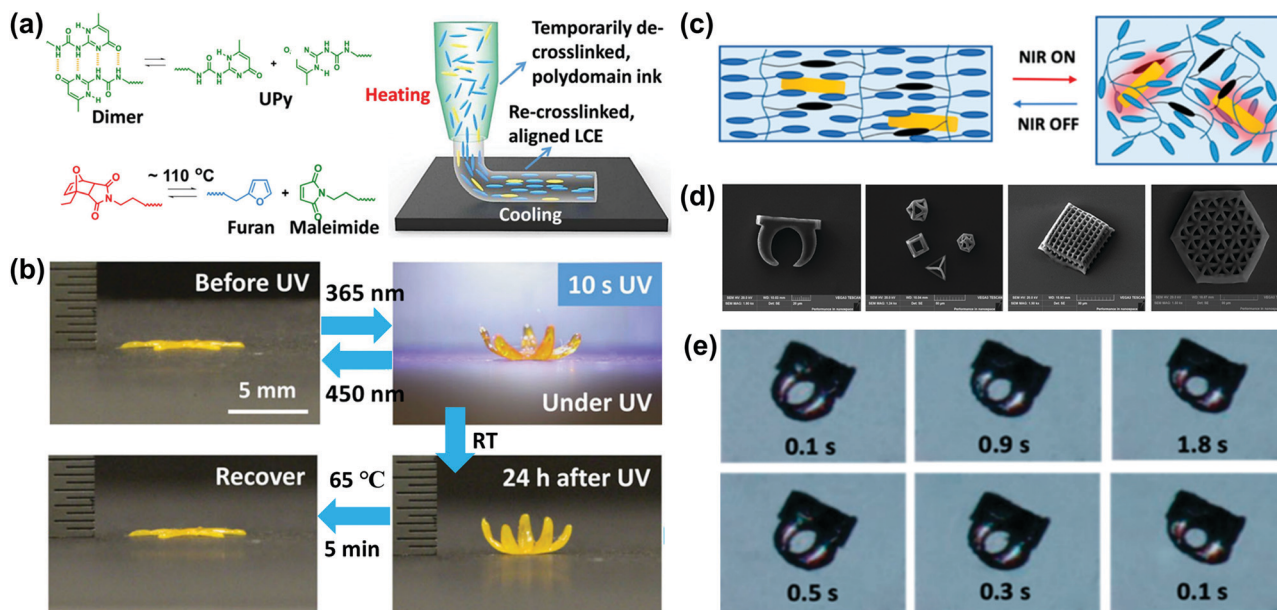 (a)
Dimer
UPy
+
~ 110 °C
Furan
+
Maleimide
Heating
Temporarily de-
crosslinked,
polydomain ink
Re-crosslinked,
aligned LCE
Cooling
(b)
Before UV
5 mm
365 nm
450 nm
10 s UV
Under UV
RT
24 h after UV
65 °C
5 min
Recover
(c)
NIR ON
NIR OFF
(d)
(e)
0.1 s
0.9 s
1.8 s
0.5 s
0.3 s
0.1 s